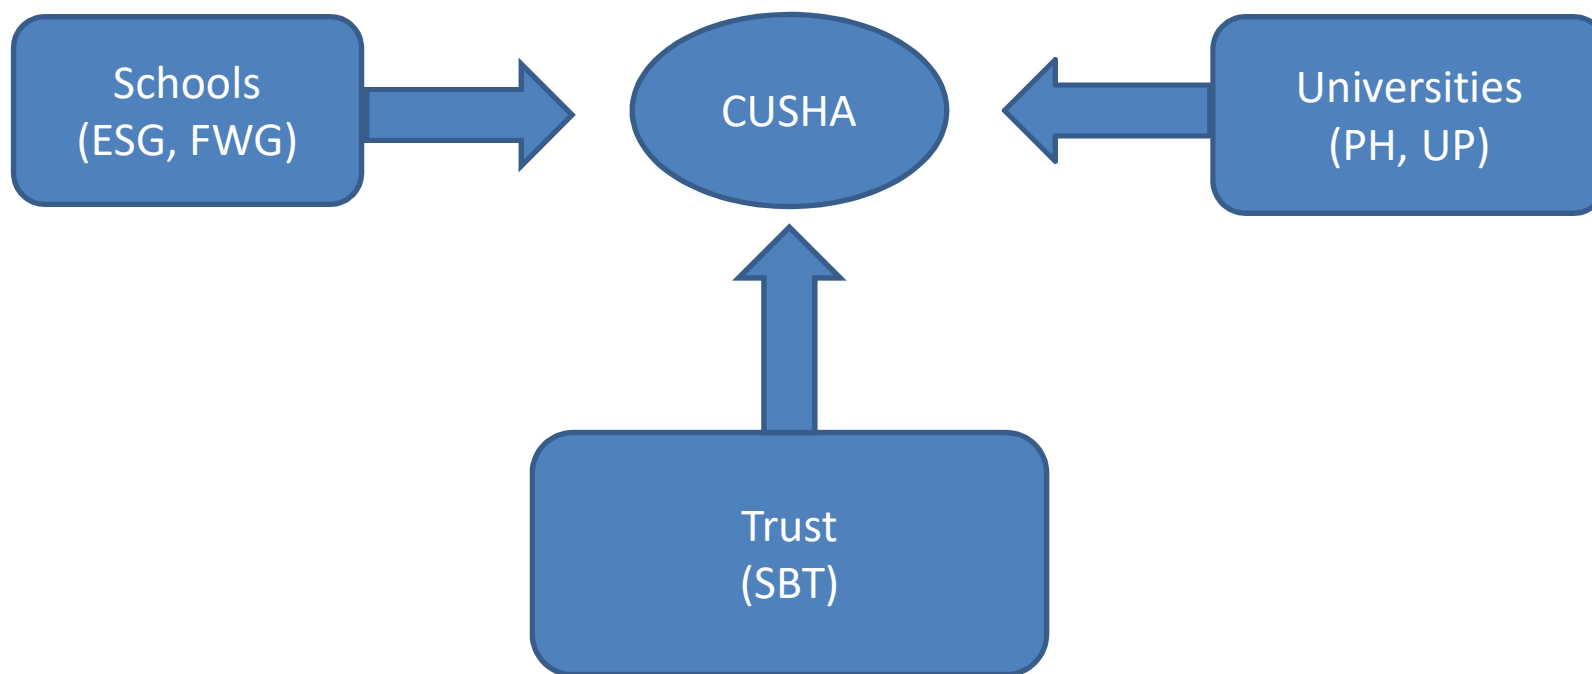 Schools
(ESG, FWG)
CUSHA
Universities
(PH, UP)
Trust
(SBT)